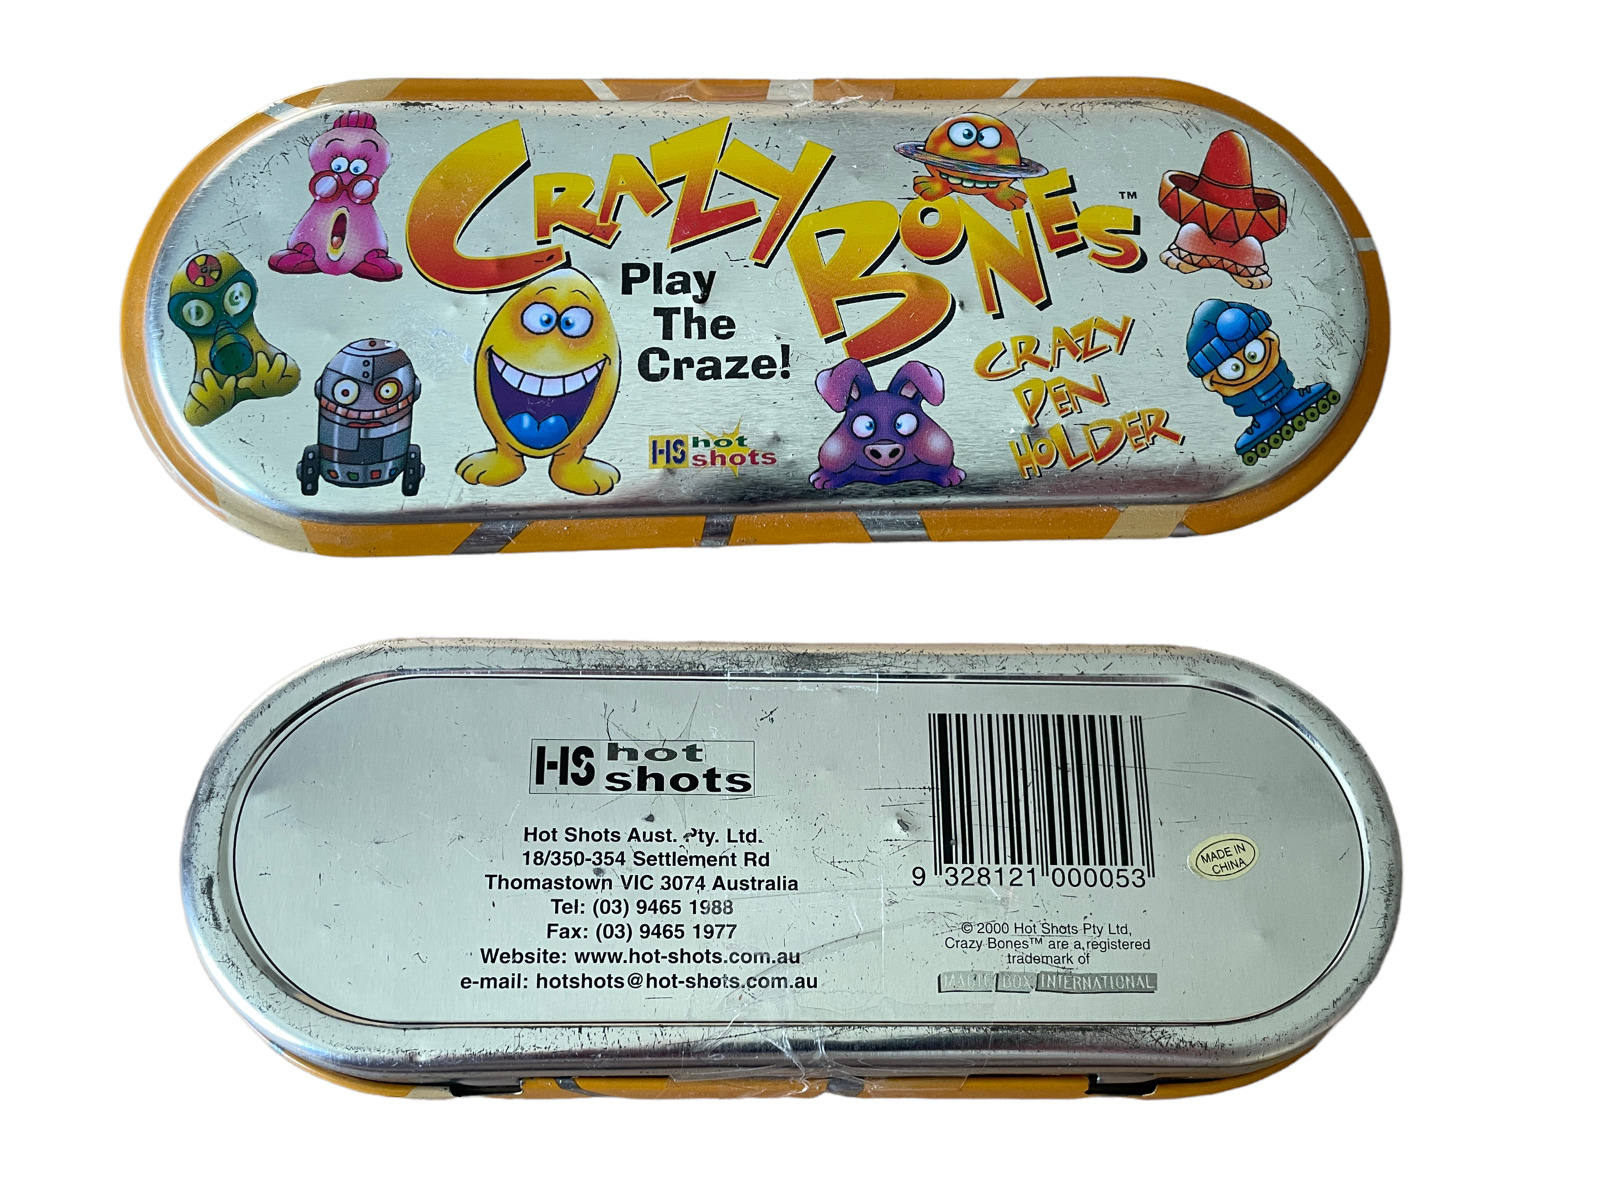 CRAZY BONES™
Play
The
Craze!
CRAZY
PEN
HOLDER
HS hot
shots
HS hot
shots
Hot Shots Aust. Pty. Ltd.
18/350-354 Settlement Rd
Thomastown VIC 3074 Australia
Tel: (03) 9465 1988
Fax: (03) 9465 1977
Website: www.hot-shots.com.au
e-mail: hotshots@hot-shots.com.au
9 328121 000053
MADE IN
CHINA
© 2000 Hot Shots Pty Ltd,
Crazy Bones™ are a registered
trademark of
MAGIC BOX INTERNATIONAL